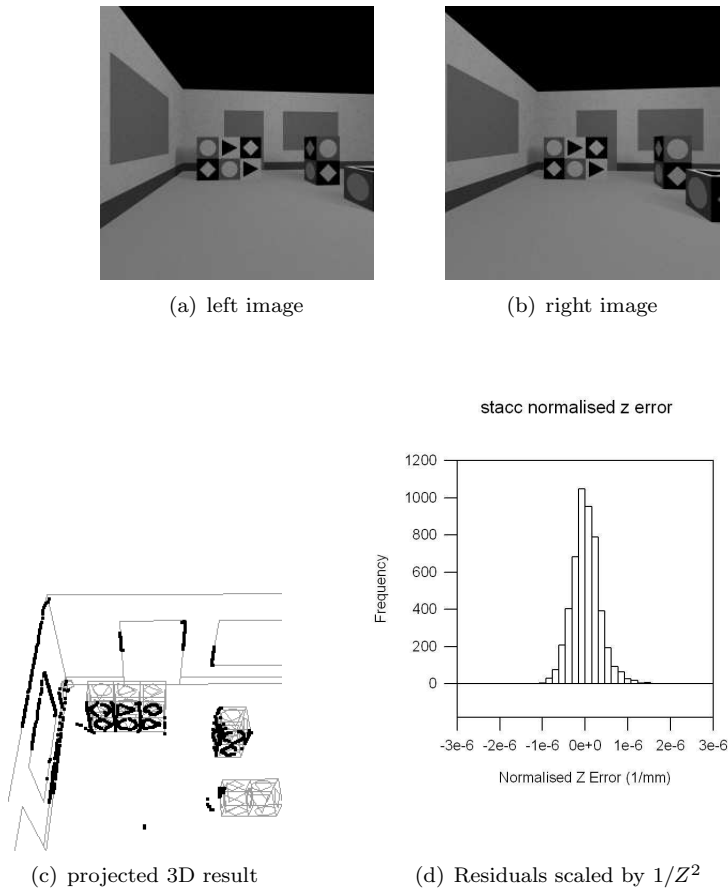 (a) left image
(b) right image
stacc normalised z error
1200
1000
800
600
400
200
0
Frequency
-3e-6 -2e-6 -1e-6 0e+0 1e-6 2e-6 3e-6
Normalised Z Error (1/mm)
(c) projected 3D result
(d) Residuals scaled by 1/Z²